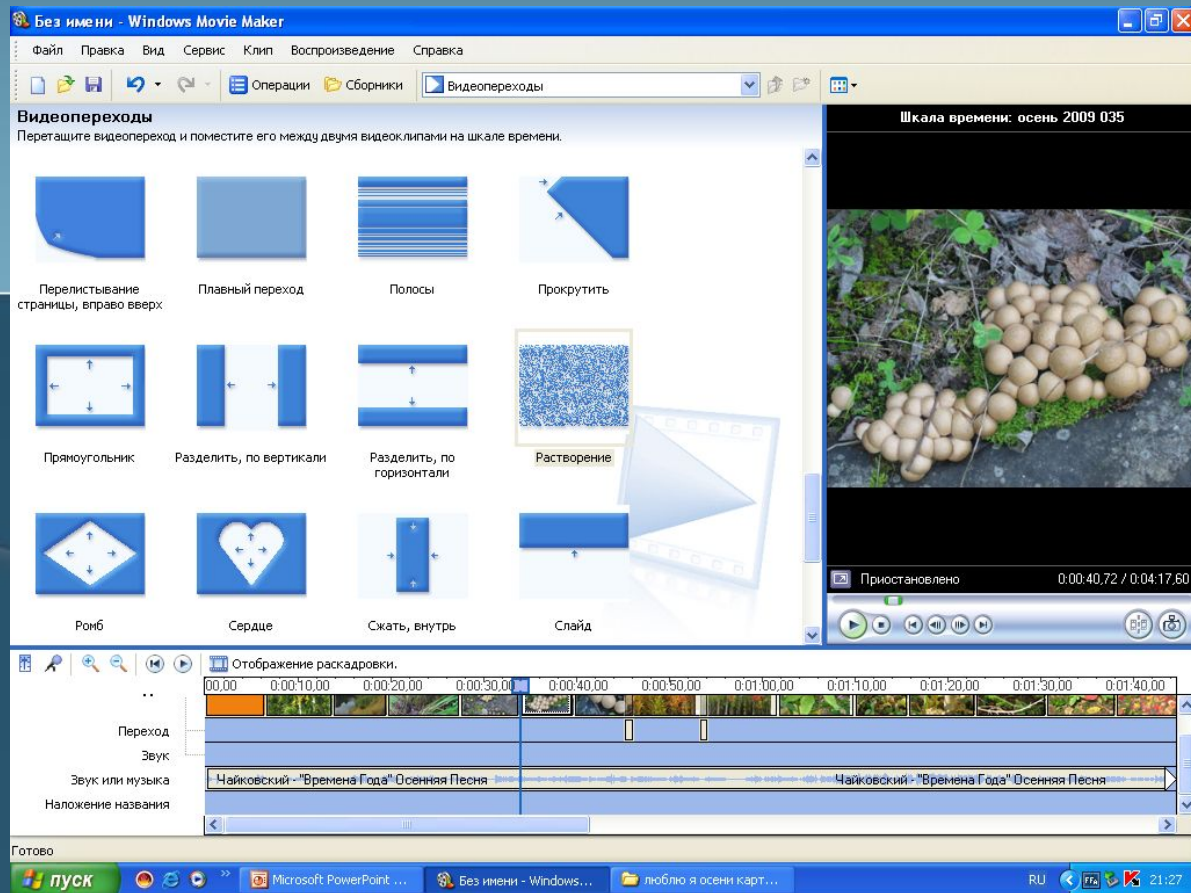 Без имени - Windows Movie Maker
Файл Правка Вид Сервис Клип Воспроизведение Справка
Операции Сборники Видеопереходы
Видеопереходы
Перетащите видеопереход и поместите его между двумя видеоклипами на шкале времени.
Шкала времени: осень 2009 035
Перелистывание страницы, вправо вверх
Плавный переход
Полосы
Прокрутить
Прямоугольник
Разделить, по вертикали
Разделить, по горизонтали
Растворение
Ромб
Сердце
Сжать, внутрь
Слайд
Приостановлено 0:00:40,72 / 0:04:17,60
Отображение раскадровки.
00,00 0:00:10,00 0:00:20,00 0:00:30,00 0:00:40,00 0:00:50,00 0:01:00,00 0:01:10,00 0:01:20,00 0:01:30,00 0:01:40,00
Переход
Звук
Звук или музыка
Чайковский - "Времена Года" Осенняя Песня Чайковский - "Времена Года" Осенняя Песня
Наложение названия
Готово
пуск Microsoft PowerPoint ... Без имени - Windows... люблю я осени карт... RU 21:27